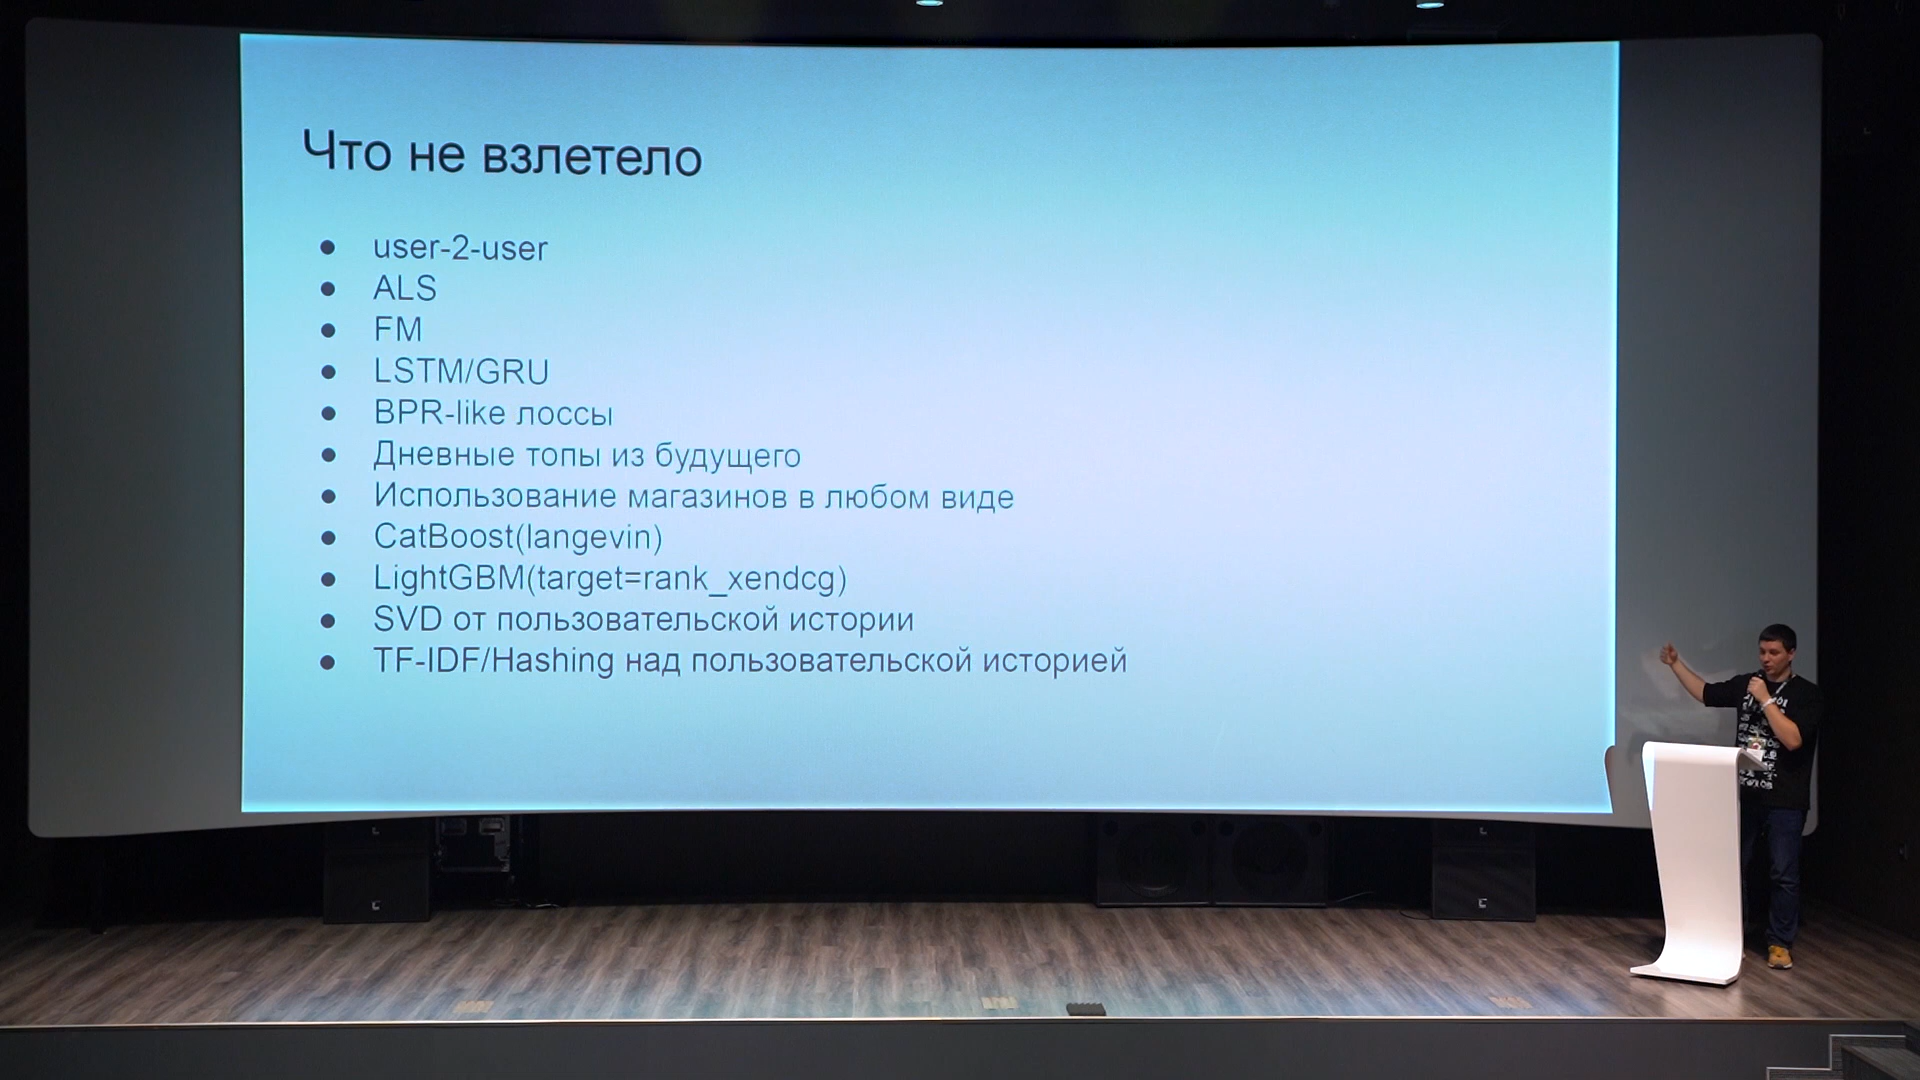 Что не взлетело
user-2-user
ALS
FM
LSTM/GRU
BPR-like лоссы
Дневные топы из будущего
Использование магазинов в любом виде
CatBoost(langevin)
LightGBM(target=rank_xendcg)
SVD от пользовательской истории
TF-IDF/Hashing над пользовательской историей